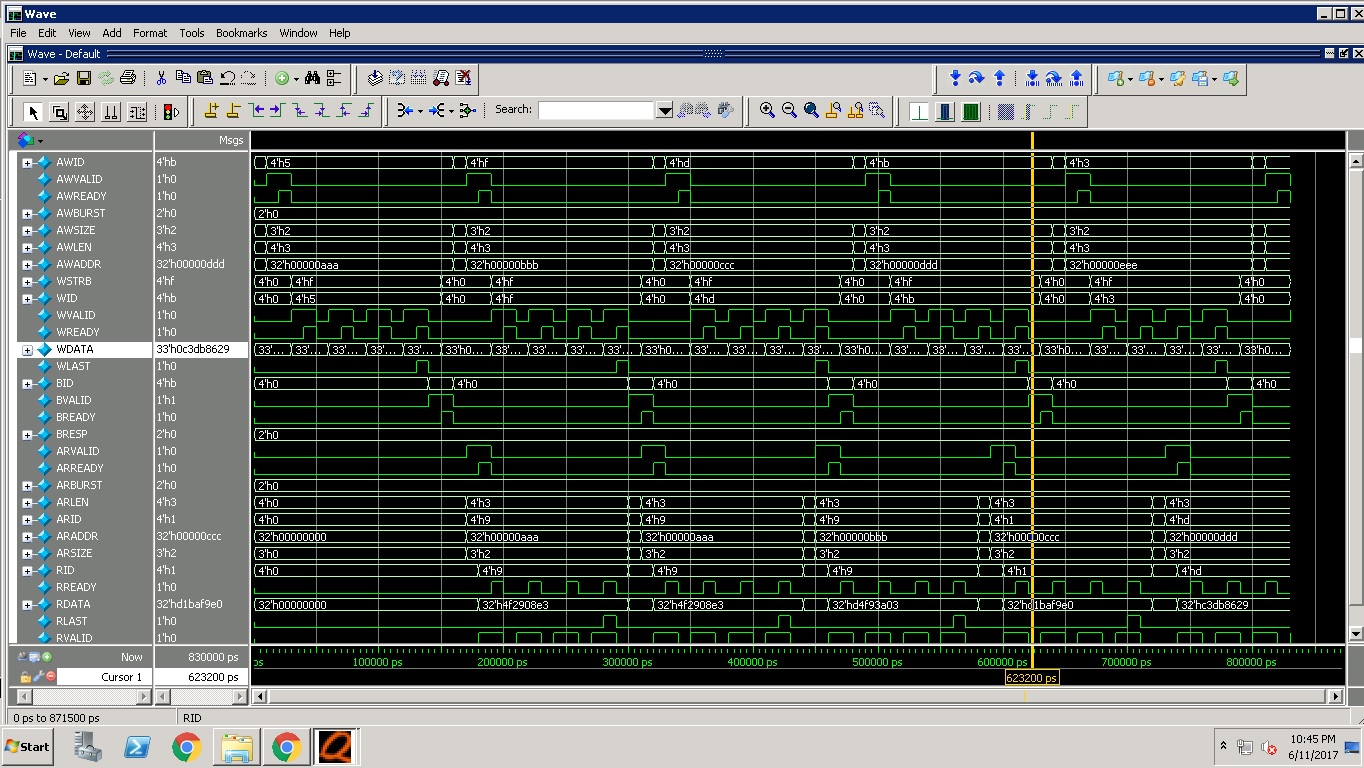 Wave
File Edit View Add Format Tools Bookmarks Window Help
Wave - Default
Search:
Msgs
AWID 4'hb 4'h5 4'hf 4'hd 4'hb 4'h3
AWVALID 1'h0
AWREADY 1'h0
AWBURST 2'h0 2'h0
AWSIZE 3'h2 3'h2 3'h2 3'h2 3'h2 3'h2
AWLEN 4'h3 4'h3 4'h3 4'h3 4'h3 4'h3
AWADDR 32'h00000ddd 32'h00000aaa 32'h00000bbb 32'h00000ccc 32'h00000ddd 32'h00000eee
WSTRB 4'hf 4'h0 4'hf 4'h0 4'hf 4'h0 4'hf 4'h0 4'hf 4'h0 4'hf 4'h0
WID 4'hb 4'h0 4'h5 4'h0 4'hf 4'h0 4'hd 4'h0 4'hb 4'h0 4'h3 4'h0
WVALID 1'h0
WREADY 1'h0
WDATA 33'h0c3db8629 33'... 33'... 33'... 33'... 33'... 33'h0... 33'... 33'... 33'... 33'... 33'h0... 33'... 33'... 33'... 33'... 33'h0... 33'... 33'... 33'... 33'... 33'h0... 33'... 33'... 33'... 33'... 33'h0...
WLAST 1'h0
BID 4'hb 4'h0 4'h0 4'h0 4'h0 4'h0 4'h0
BVALID 1'h1
BREADY 1'h0
BRESP 2'h0 2'h0
ARVALID 1'h0
ARREADY 1'h0
ARBURST 2'h0 2'h0
ARLEN 4'h3 4'h0 4'h3 4'h3 4'h3 4'h3 4'h3
ARID 4'h1 4'h0 4'h9 4'h9 4'h9 4'h1 4'hd
ARADDR 32'h00000ccc 32'h00000000 32'h00000aaa 32'h00000aaa 32'h00000bbb 32'h00000ccc 32'h00000ddd
ARSIZE 3'h2 3'h0 3'h2 3'h2 3'h2 3'h2 3'h2
RID 4'h1 4'h0 4'h9 4'h9 4'h9 4'h1 4'hd
RREADY 1'h0
RDATA 32'hd1baf9e0 32'h00000000 32'h4f2908e3 32'h4f2908e3 32'hd4f93a03 32'hd1baf9e0 32'hc3db8629
RLAST 1'h0
RVALID 1'h0
Now 830000 ps ps 100000 ps 200000 ps 300000 ps 400000 ps 500000 ps 600000 ps 700000 ps 800000 ps
Cursor 1 623200 ps 623200 ps
0 ps to 871500 ps RID
Start
10:45 PM
6/11/2017